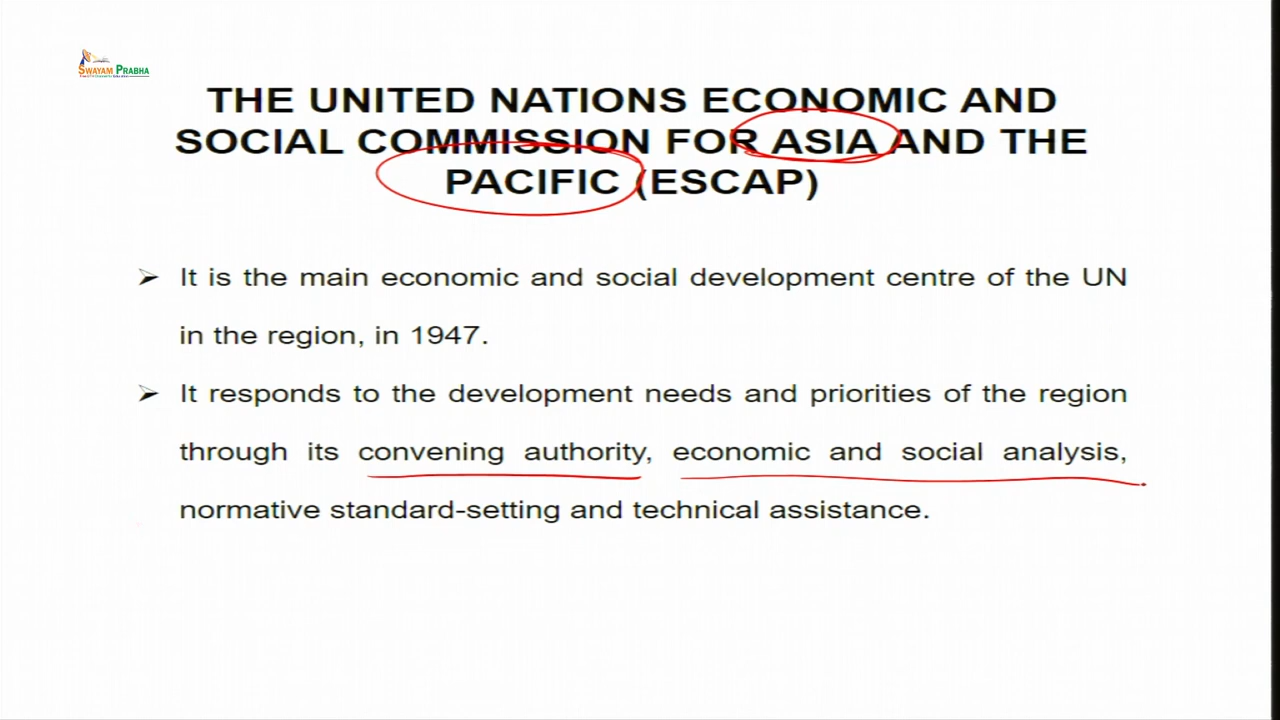 SWAYAM PRABHA
THE UNITED NATIONS ECONOMIC AND
SOCIAL COMMISSION FOR ASIA AND THE
PACIFIC (ESCAP)
➢ It is the main economic and social development centre of the UN
in the region, in 1947.
➢ It responds to the development needs and priorities of the region
through its convening authority, economic and social analysis,
normative standard-setting and technical assistance.